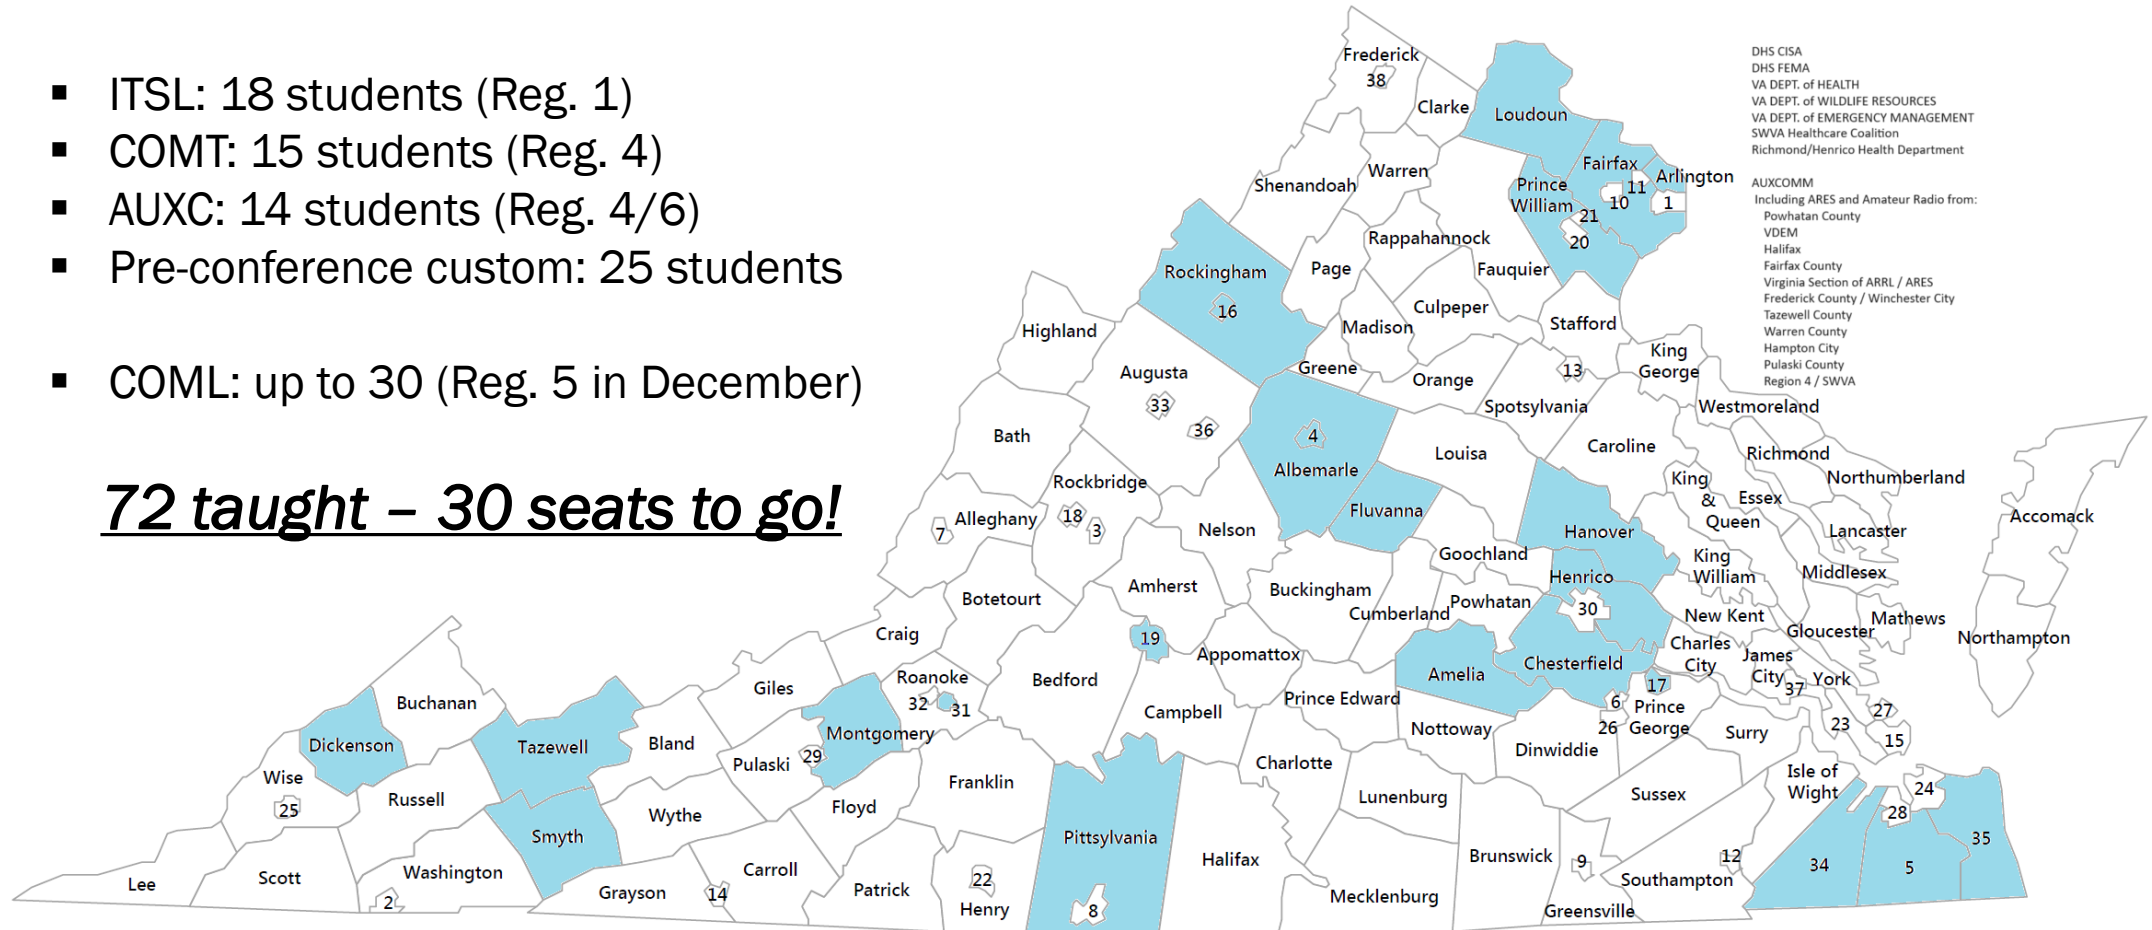 ▪ ITSL: 18 students (Reg. 1)
▪ COMT: 15 students (Reg. 4)
▪ AUXC: 14 students (Reg. 4/6)
▪ Pre-conference custom: 25 students
▪ COML: up to 30 (Reg. 5 in December)
72 taught – 30 seats to go!
DHS CISA
DHS FEMA
VA DEPT. of HEALTH
VA DEPT. of WILDLIFE RESOURCES
VA DEPT. of EMERGENCY MANAGEMENT
SWVA Healthcare Coalition
Richmond/Henrico Health Department
AUXCOMM
Including ARES and Amateur Radio from:
Powhatan County
VDEM
Halifax
Fairfax County
Virginia Section of ARRL / ARES
Frederick County / Winchester City
Tazewell County
Warren County
Hampton City
Pulaski County
Region 4 / SWVA
Frederick
38
Clarke
Loudoun
Fairfax
Arlington
11
10
1
Prince
William
21
20
Warren
Shenandoah
Rappahannock
Page
Fauquier
Rockingham
16
Culpeper
Madison
Stafford
Highland
King
George
Greene
Orange
13
Augusta
33
36
Spotsylvania
Westmoreland
Bath
4
Albemarle
Louisa
Caroline
Richmond
Northumberland
Rockbridge
18
3
King
&
Queen
Essex
Fluvanna
Alleghany
7
Nelson
Hanover
Lancaster
Accomack
Goochland
King
William
Henrico
Middlesex
Amherst
Buckingham
Botetourt
Cumberland
Powhatan
30
New Kent
Mathews
Gloucester
Northampton
Craig
19
Appomattox
Charles
City
James
City
37
York
Chesterfield
Amelia
Roanoke
32
31
Bedford
17
6
26
Prince
George
Prince Edward
Giles
Buchanan
Campbell
27
23
15
Nottoway
Dinwiddie
Surry
Montgomery
Dickenson
Tazewell
Bland
Pulaski
29
Charlotte
Isle of
Wight
Wise
25
Franklin
Russell
Floyd
Wythe
Lunenburg
Sussex
24
28
Smyth
Pittsylvania
35
34
5
Halifax
Brunswick
9
12
Southampton
Carroll
Washington
Scott
Lee
2
Grayson
14
Patrick
22
Henry
8
Mecklenburg
Greensville